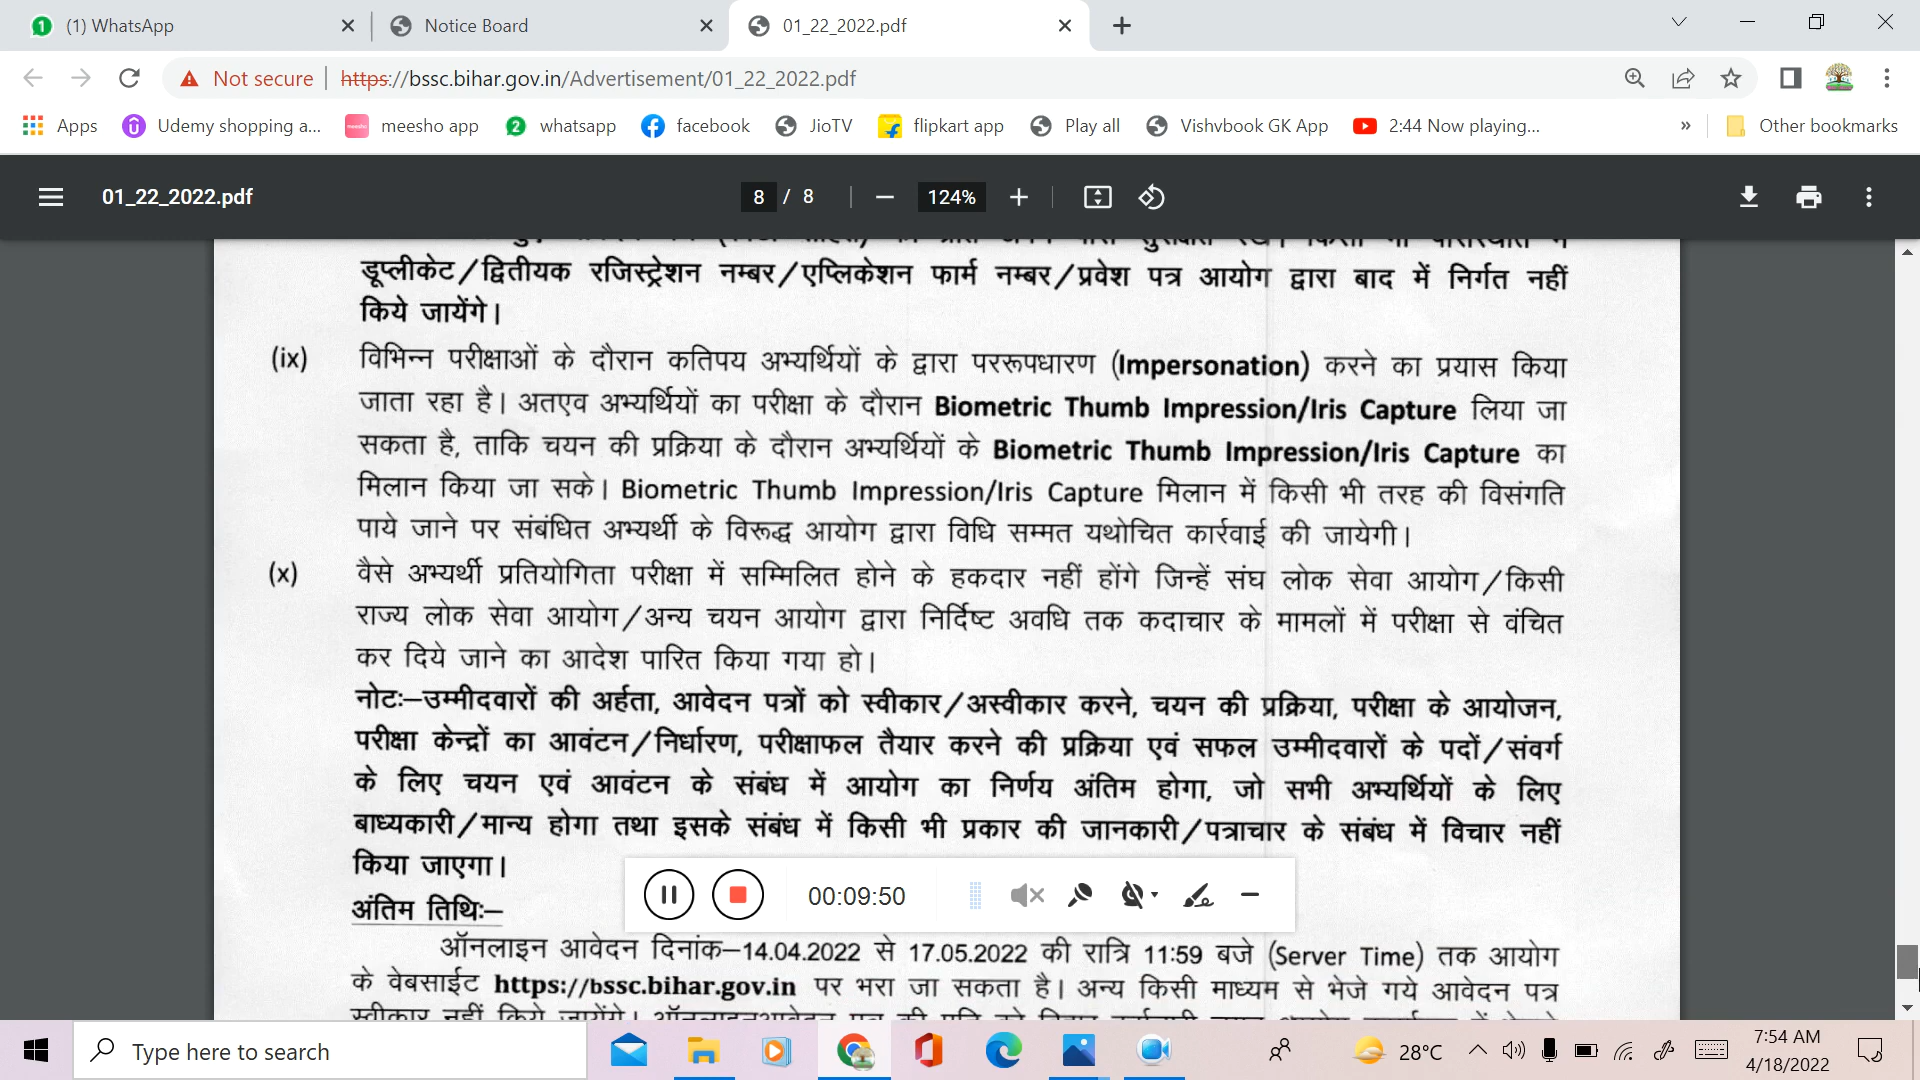 (1) WhatsApp
Notice Board
01_22_2022.pdf
Not secure
https://bssc.bihar.gov.in/Advertisement/01_22_2022.pdf
Apps
Udemy shopping a...
meesho app
whatsapp
facebook
JioTV
flipkart app
Play all
Vishvbook GK App
2:44 Now playing...
»
Other bookmarks
01_22_2022.pdf
8 / 8
124%
डूप्लीकेट/द्वितीयक रजिस्ट्रेशन नम्बर/एप्लिकेशन फार्म नम्बर/प्रवेश पत्र आयोग द्वारा बाद में निर्गत नहीं
किये जायेंगे।
(ix) विभिन्न परीक्षाओं के दौरान कतिपय अभ्यर्थियों के द्वारा पररूपधारण (Impersonation) करने का प्रयास किया
जाता रहा है। अतएव अभ्यर्थियों का परीक्षा के दौरान Biometric Thumb Impression/Iris Capture लिया जा
सकता है, ताकि चयन की प्रक्रिया के दौरान अभ्यर्थियों के Biometric Thumb Impression/Iris Capture का
मिलान किया जा सके। Biometric Thumb Impression/Iris Capture मिलान में किसी भी तरह की विसंगति
पाये जाने पर संबंधित अभ्यर्थी के विरूद्ध आयोग द्वारा विधि सम्मत यथोचित कार्रवाई की जायेगी।
(x) वैसे अभ्यर्थी प्रतियोगिता परीक्षा में सम्मिलित होने के हकदार नहीं होंगे जिन्हें संघ लोक सेवा आयोग/किसी
राज्य लोक सेवा आयोग/अन्य चयन आयोग द्वारा निर्दिष्ट अवधि तक कदाचार के मामलों में परीक्षा से वंचित
कर दिये जाने का आदेश पारित किया गया हो।
नोटः–उम्मीदवारों की अर्हता, आवेदन पत्रों को स्वीकार/अस्वीकार करने, चयन की प्रक्रिया, परीक्षा के आयोजन,
परीक्षा केन्द्रों का आवंटन/निर्धारण, परीक्षाफल तैयार करने की प्रक्रिया एवं सफल उम्मीदवारों के पदों/संवर्ग
के लिए चयन एवं आवंटन के संबंध में आयोग का निर्णय अंतिम होगा, जो सभी अभ्यर्थियों के लिए
बाध्यकारी/मान्य होगा तथा इसके संबंध में किसी भी प्रकार की जानकारी/पत्राचार के संबंध में विचार नहीं
किया जाएगा।
00:09:50
अंतिम तिथिः–
ऑनलाइन आवेदन दिनांक–14.04.2022 से 17.05.2022 की रात्रि 11:59 बजे (Server Time) तक आयोग
के वेबसाईट https://bssc.bihar.gov.in पर भरा जा सकता है। अन्य किसी माध्यम से भेजे गये आवेदन पत्र
स्वीकार नहीं किये जायेंगे।
Type here to search
28°C
7:54 AM
4/18/2022